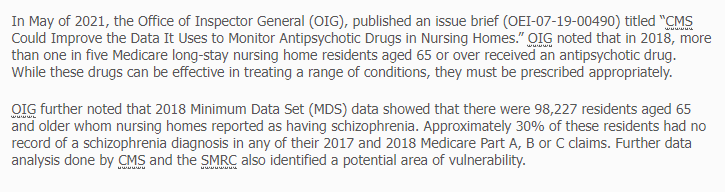 In May of 2021, the Office of Inspector General (OIG), published an issue brief (OEI-07-19-00490) titled “CMS
Could Improve the Data It Uses to Monitor Antipsychotic Drugs in Nursing Homes.” OIG noted that in 2018, more
than one in five Medicare long-stay nursing home residents aged 65 or over received an antipsychotic drug.
While these drugs can be effective in treating a range of conditions, they must be prescribed appropriately.
OIG further noted that 2018 Minimum Data Set (MDS) data showed that there were 98,227 residents aged 65
and older whom nursing homes reported as having schizophrenia. Approximately 30% of these residents had no
record of a schizophrenia diagnosis in any of their 2017 and 2018 Medicare Part A, B or C claims. Further data
analysis done by CMS and the SMRC also identified a potential area of vulnerability.